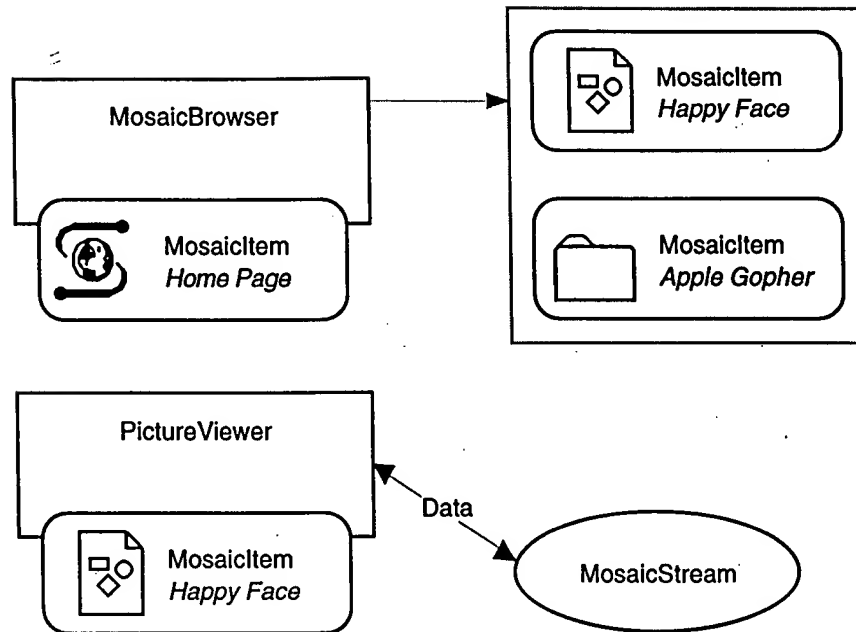 MosaicBrowser
MosaicItem
Home Page
MosaicItem
Happy Face
MosaicItem
Apple Gopher
PictureViewer
MosaicItem
Happy Face
Data
MosaicStream